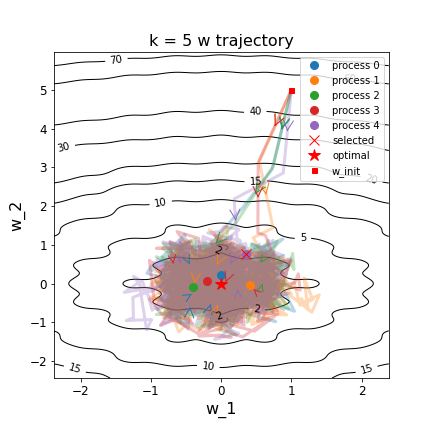 k = 5 w trajectory
process 0
process 1
process 2
process 3
process 4
selected
optimal
w_init
70
40
30
20
15
10
5
2
2
2
2
15
10
15
5
4
3
2
1
0
−1
−2
w_2
−2
−1
0
1
2
w_1